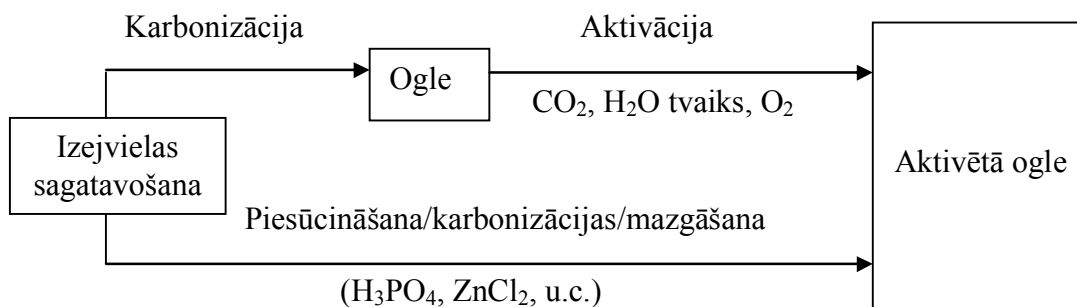 Karbonizācija
Aktivācija
Ogle
CO₂, H₂O tvaiks, O₂
Izejvielas
sagatavošana
Aktivētā ogle
Piesūcināšana/karbonizācijas/mazgāšana
(H₃PO₄, ZnCl₂, u.c.)